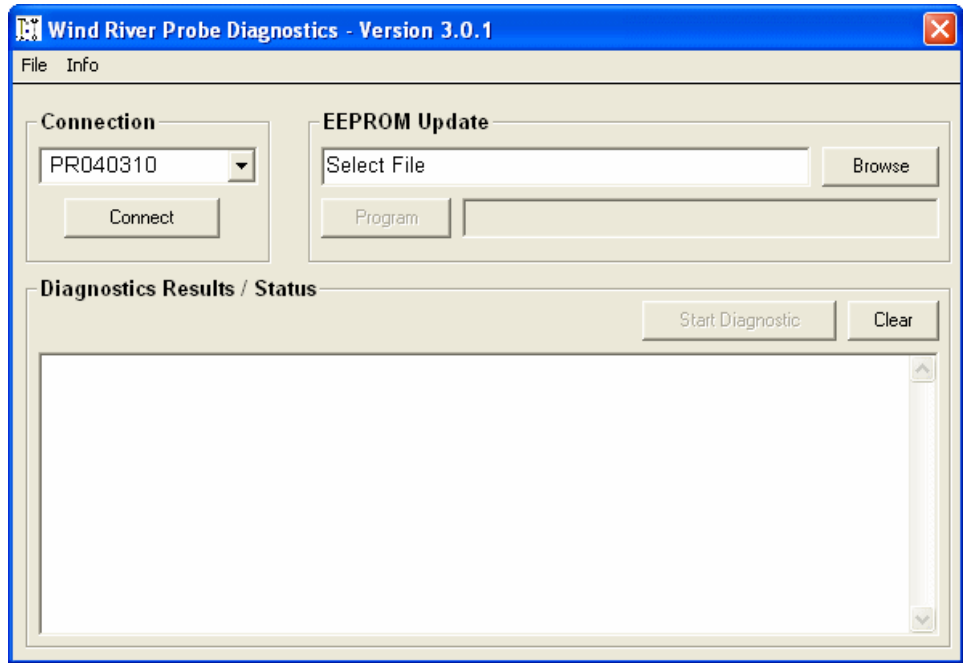 Wind River Probe Diagnostics - Version 3.0.1
File Info
Connection
PR040310
Connect
EEPROM Update
Select File
Browse
Program
Diagnostics Results / Status
Start Diagnostic
Clear